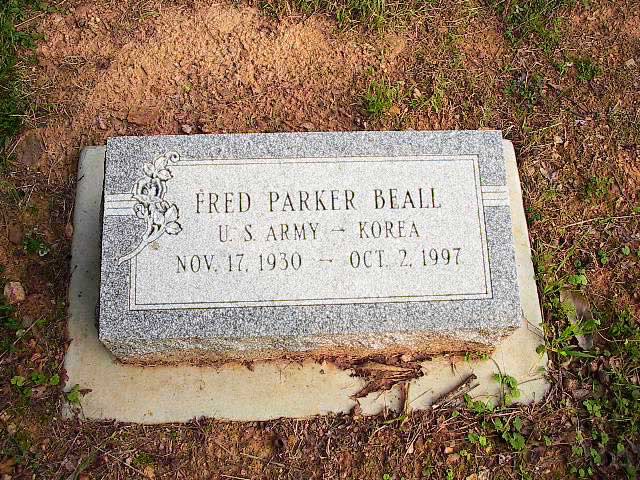 FRED PARKER BEALL
U. S. ARMY – KOREA
NOV. 17, 1930 – OCT. 2, 1997